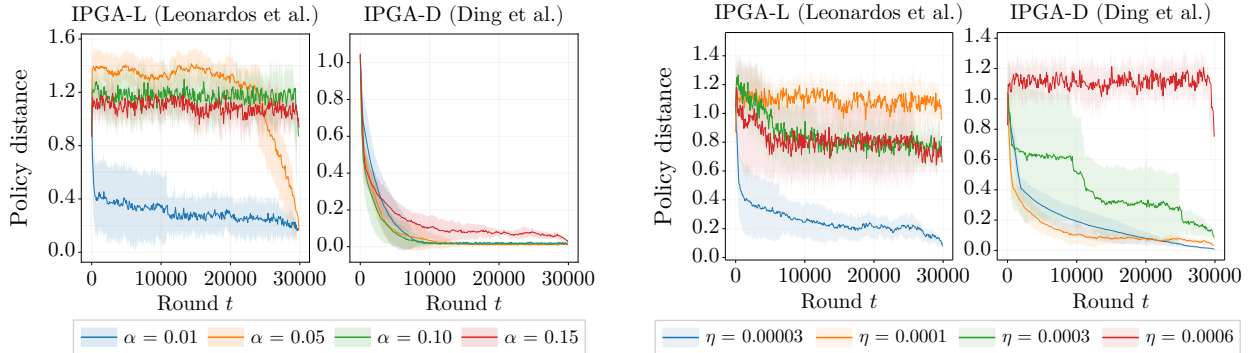 IPGA-L (Leonardos et al.)
IPGA-D (Ding et al.)
Policy distance
1.6
1.2
0.8
0.4
0.0
0 10000 20000 30000
Round t
1.0
0.8
0.6
0.4
0.2
0.0
0 10000 20000 30000
Round t
α = 0.01 α = 0.05 α = 0.10 α = 0.15
IPGA-L (Leonardos et al.)
IPGA-D (Ding et al.)
Policy distance
1.4
1.2
1.0
0.8
0.6
0.4
0.2
0.0
0 10000 20000 30000
Round t
1.4
1.2
1.0
0.8
0.6
0.4
0.2
0.0
0 10000 20000 30000
Round t
η = 0.00003 η = 0.0001 η = 0.0003 η = 0.0006